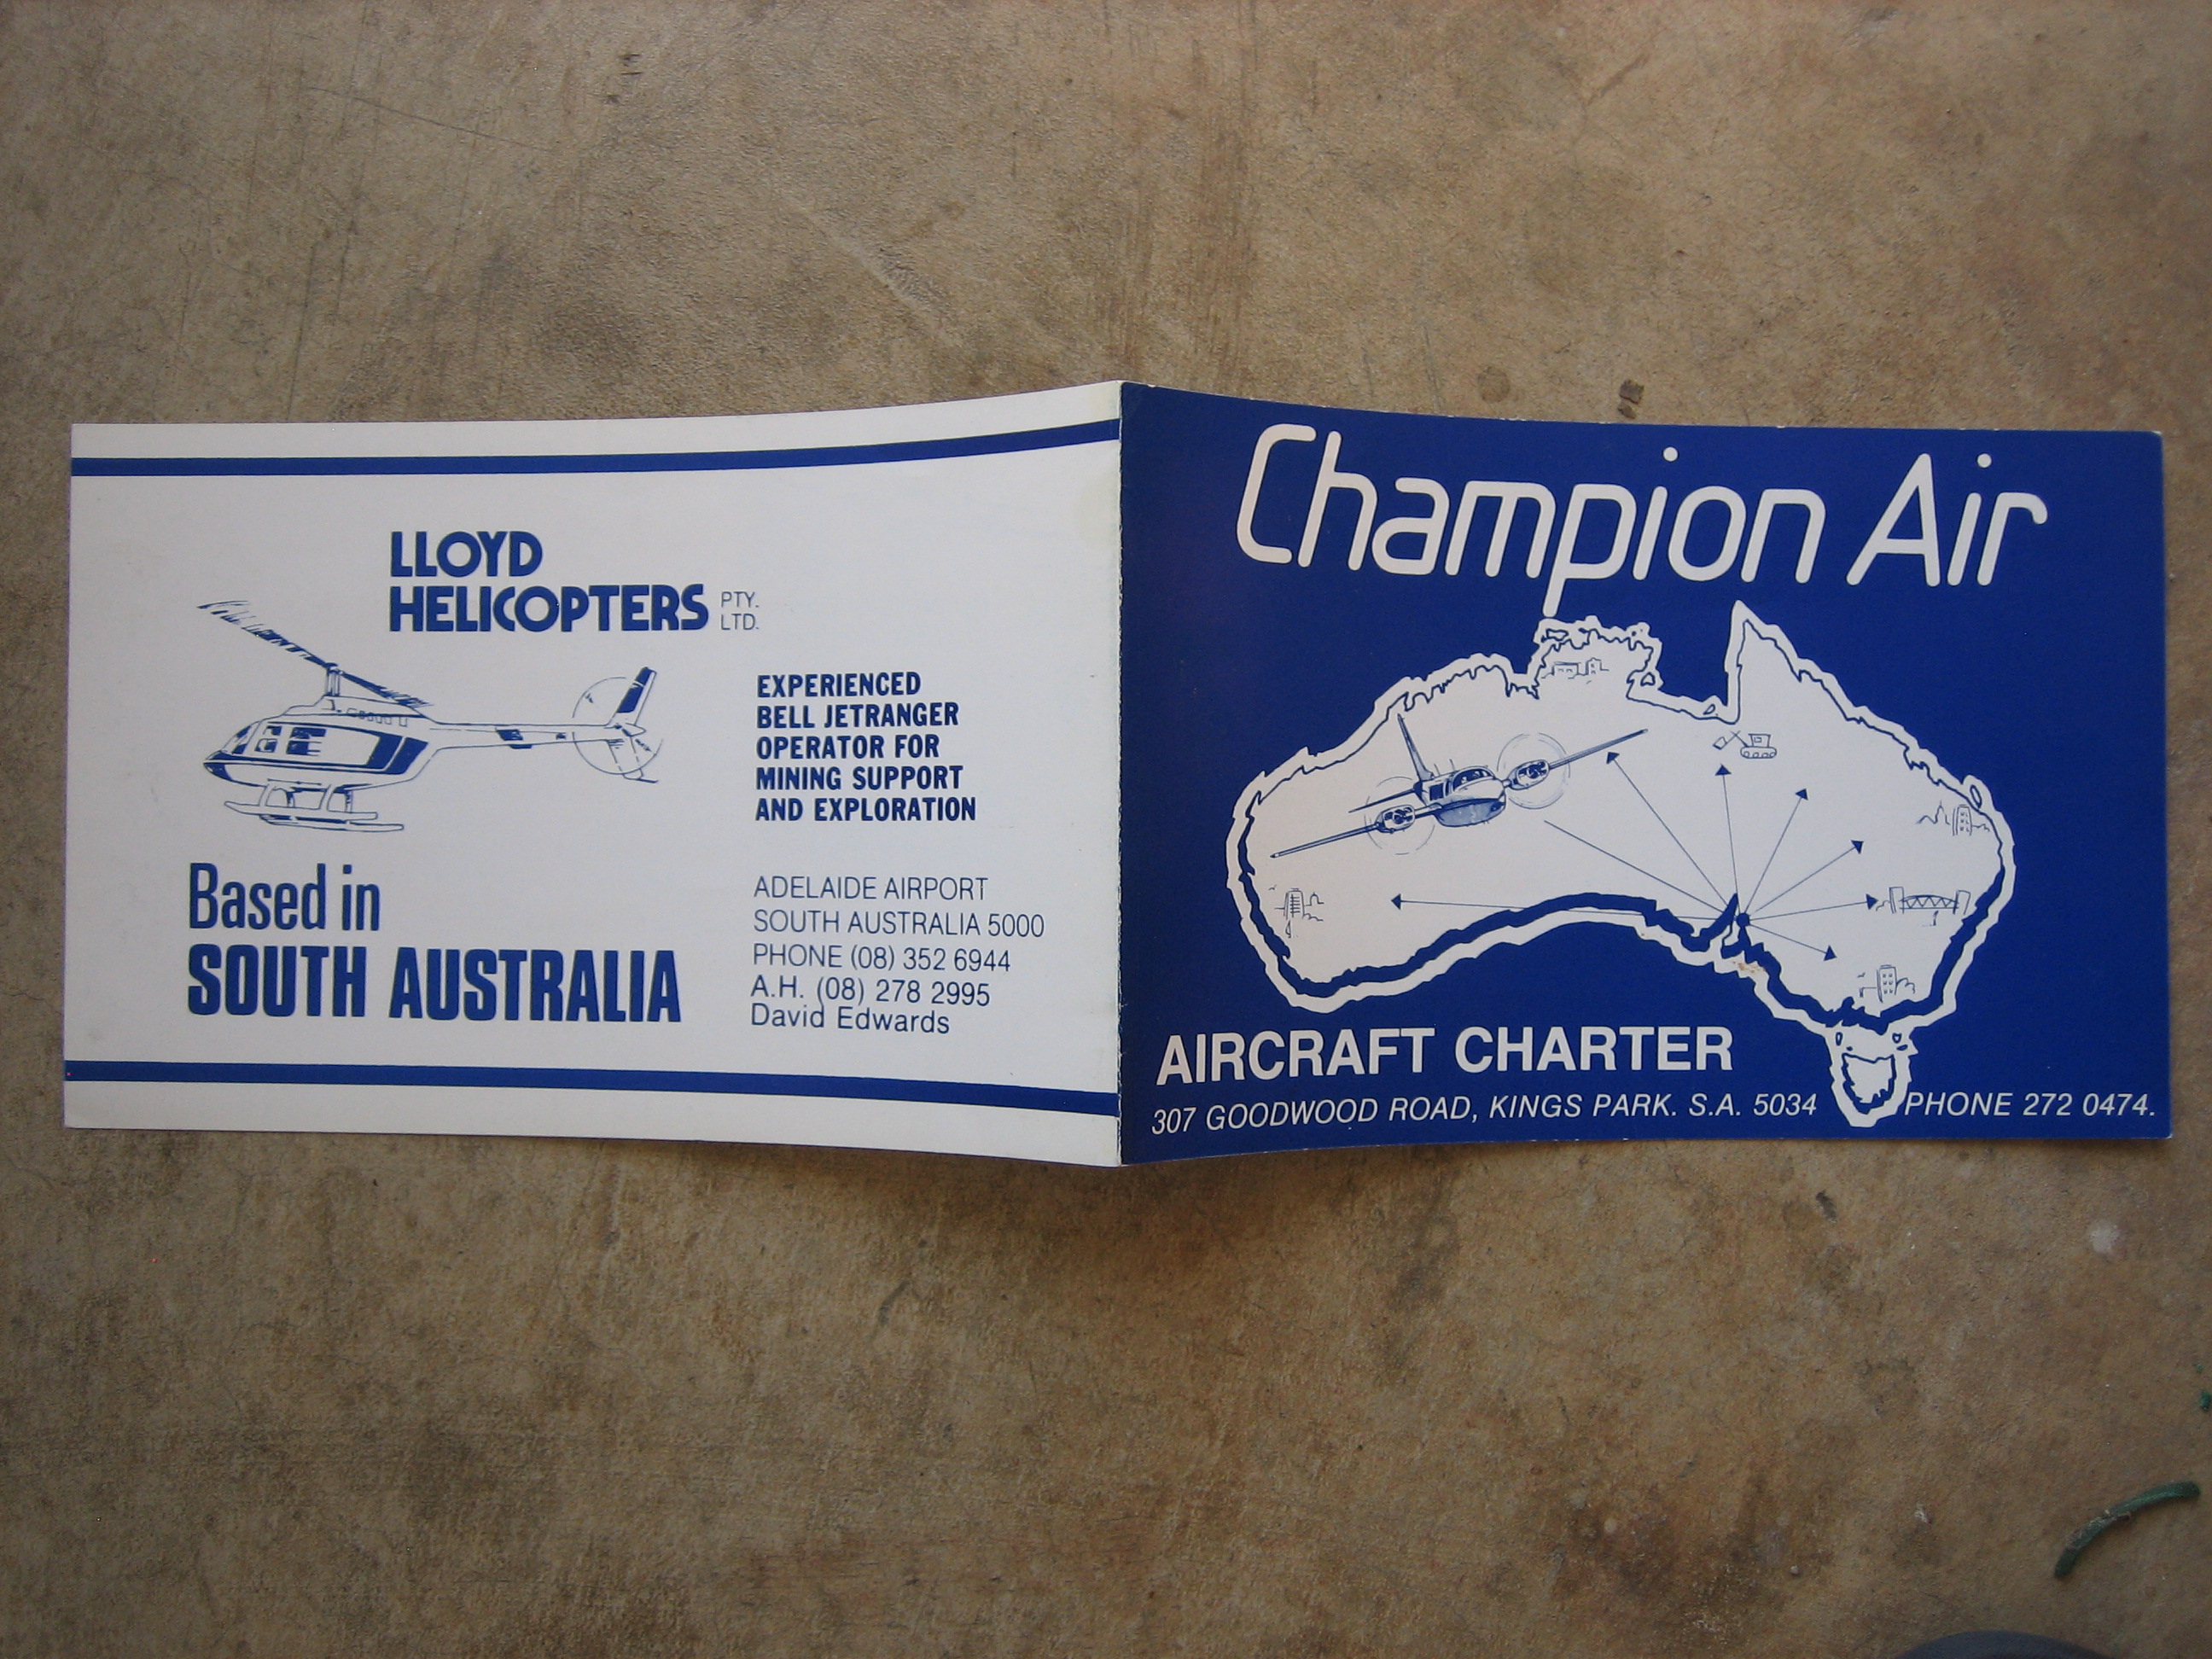 LLOYD
HELICOPTERS PTY.
LTD.
EXPERIENCED
BELL JETRANGER
OPERATOR FOR
MINING SUPPORT
AND EXPLORATION
Based in
SOUTH AUSTRALIA
ADELAIDE AIRPORT
SOUTH AUSTRALIA 5000
PHONE (08) 352 6944
A.H. (08) 278 2995
David Edwards
Champion Air
AIRCRAFT CHARTER
307 GOODWOOD ROAD, KINGS PARK. S.A. 5034 PHONE 272 0474.